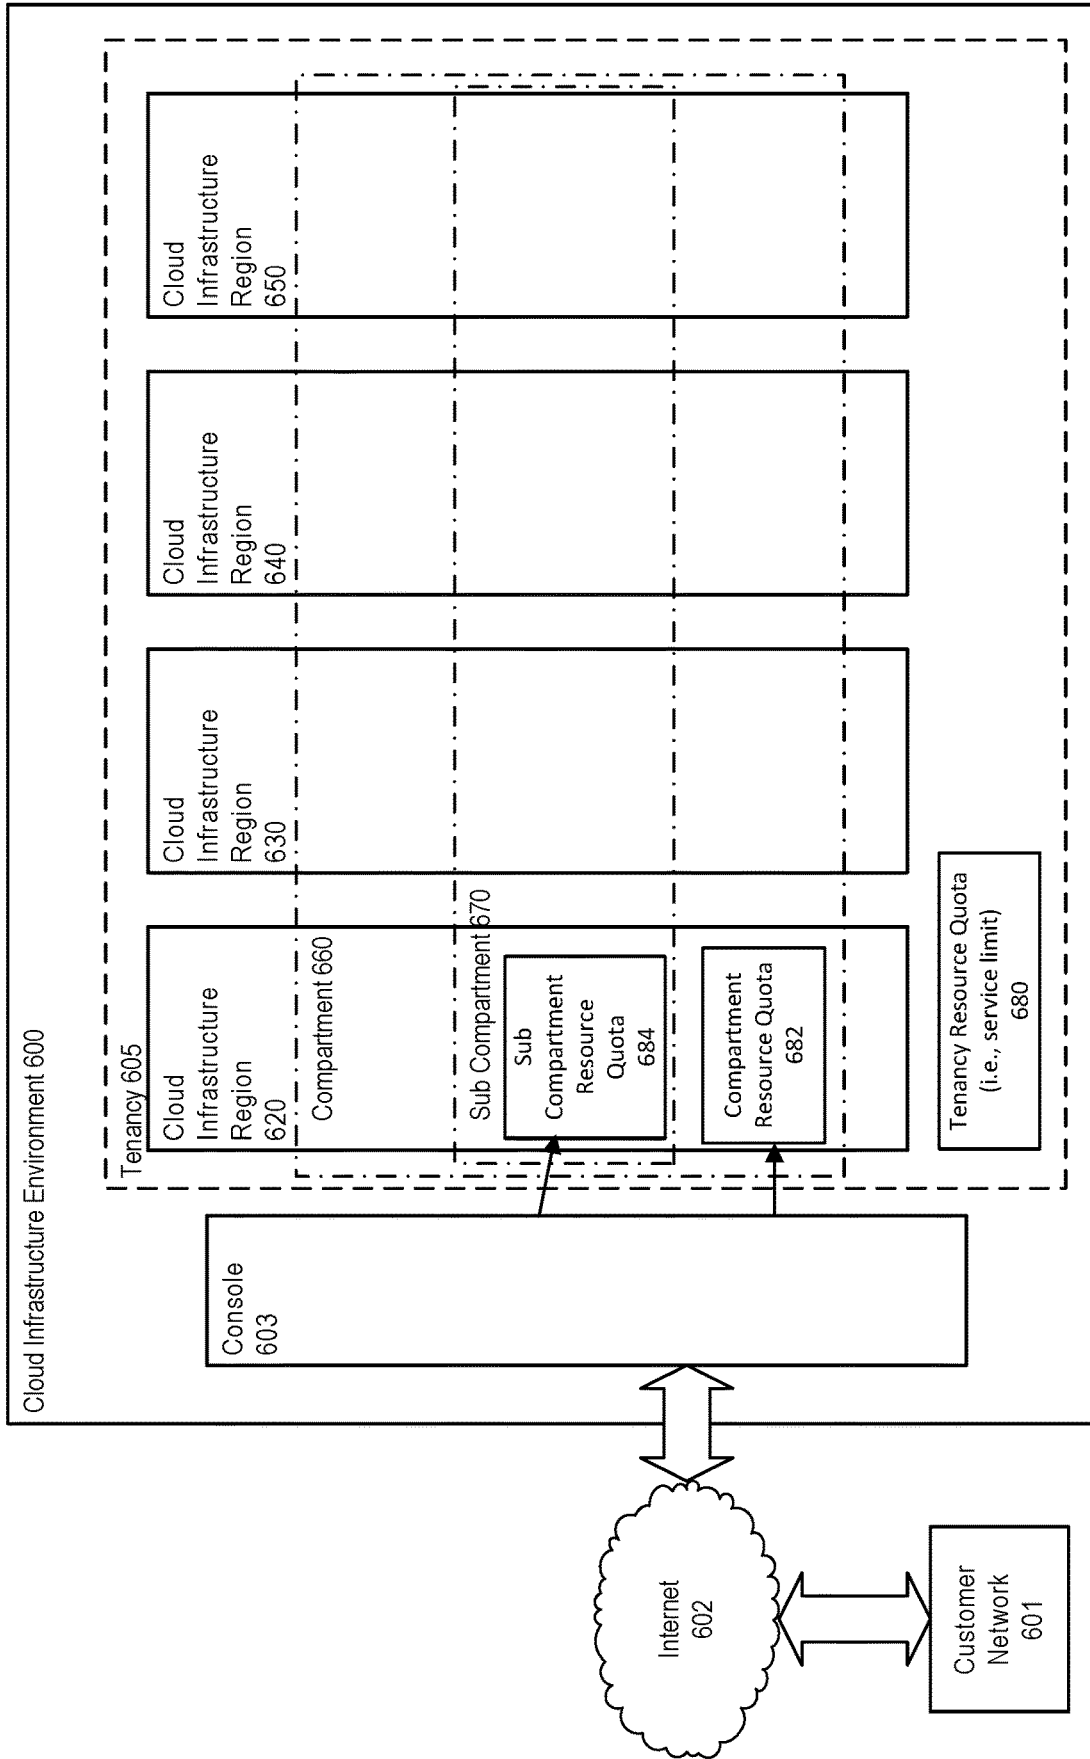 Cloud Infrastructure Environment 600
Tenancy 605
Cloud
Infrastructure
Region
620
Cloud
Infrastructure
Region
630
Cloud
Infrastructure
Region
640
Cloud
Infrastructure
Region
650
Compartment 660
Sub Compartment 670
Sub
Compartment
Resource
Quota
684
Compartment
Resource Quota
682
Tenancy Resource Quota
(i.e., service limit)
680
Console
603
Internet
602
Customer
Network
601